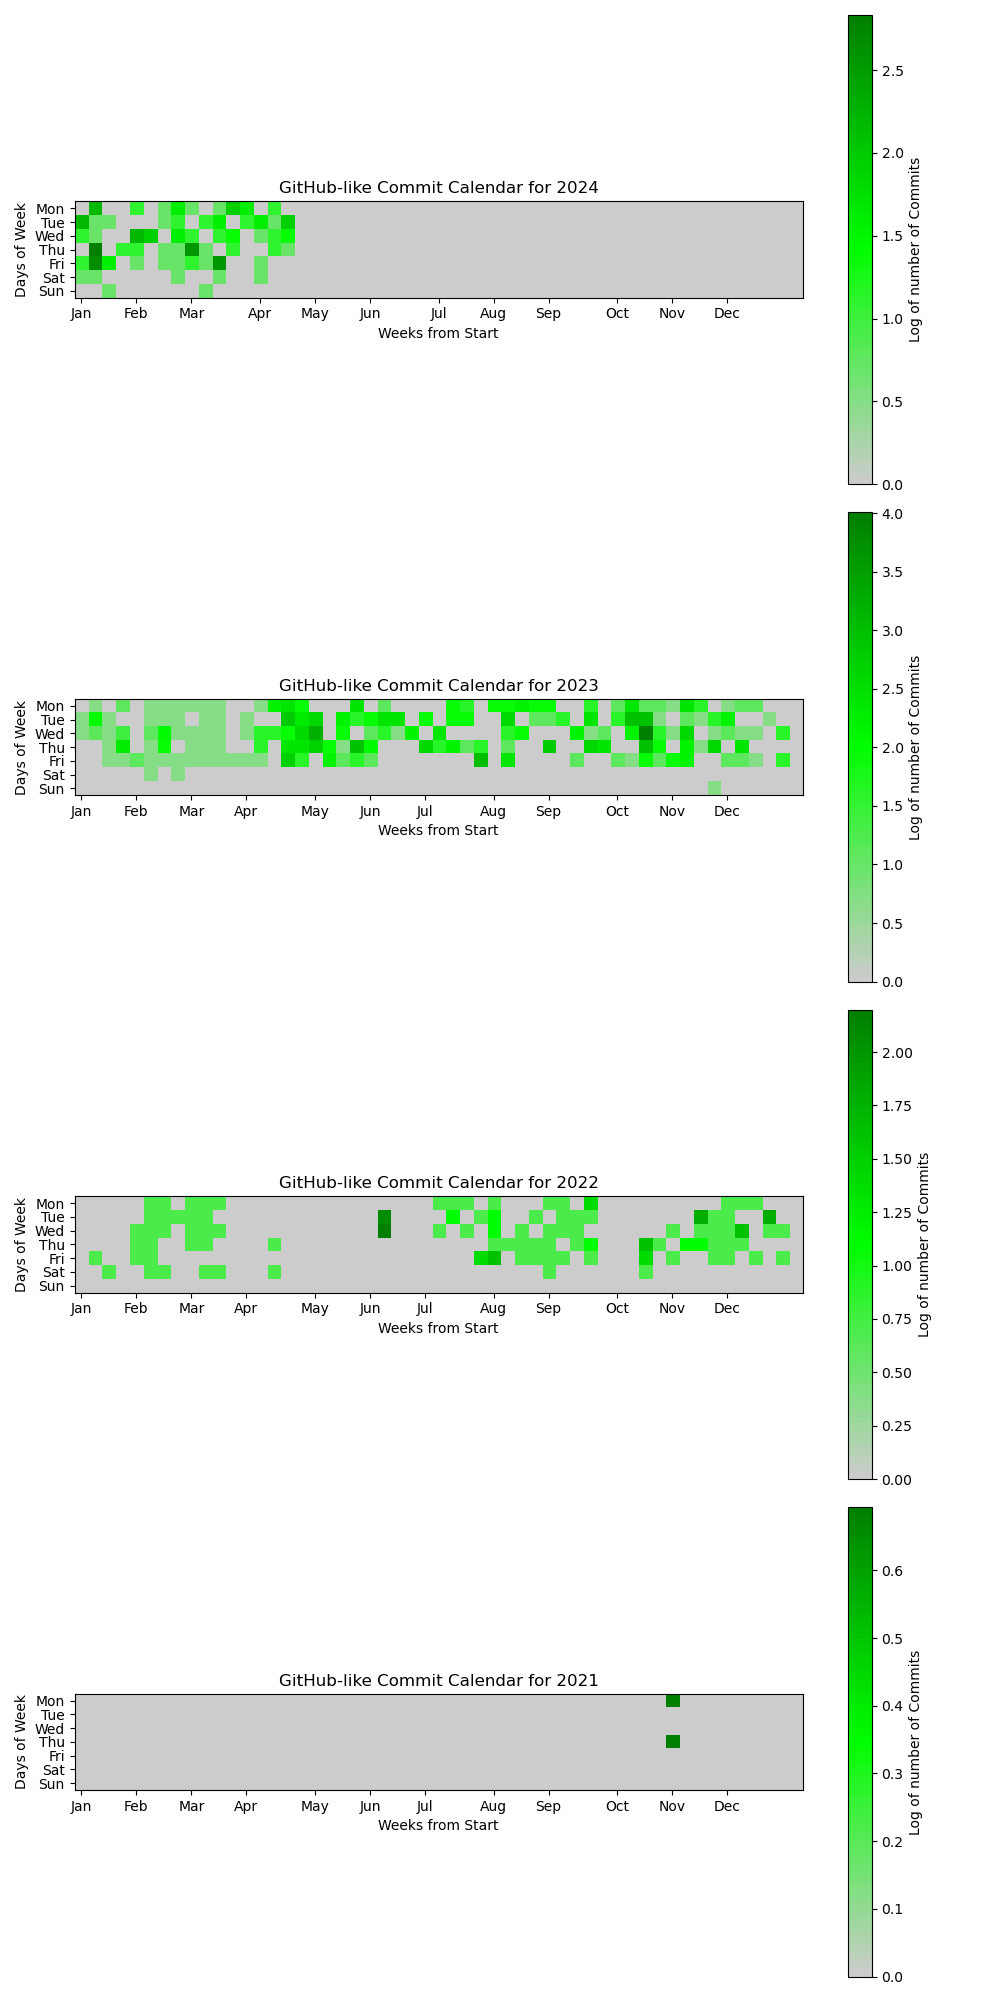 GitHub-like Commit Calendar for 2024
Days of Week
Mon
Tue
Wed
Thu
Fri
Sat
Sun
Jan Feb Mar Apr May Jun Jul Aug Sep Oct Nov Dec
Weeks from Start
2.5
2.0
1.5
1.0
0.5
0.0
Log of number of Commits
GitHub-like Commit Calendar for 2023
Days of Week
Mon
Tue
Wed
Thu
Fri
Sat
Sun
Jan Feb Mar Apr May Jun Jul Aug Sep Oct Nov Dec
Weeks from Start
4.0
3.5
3.0
2.5
2.0
1.5
1.0
0.5
0.0
Log of number of Commits
GitHub-like Commit Calendar for 2022
Days of Week
Mon
Tue
Wed
Thu
Fri
Sat
Sun
Jan Feb Mar Apr May Jun Jul Aug Sep Oct Nov Dec
Weeks from Start
2.00
1.75
1.50
1.25
1.00
0.75
0.50
0.25
0.00
Log of number of Commits
GitHub-like Commit Calendar for 2021
Days of Week
Mon
Tue
Wed
Thu
Fri
Sat
Sun
Jan Feb Mar Apr May Jun Jul Aug Sep Oct Nov Dec
Weeks from Start
0.6
0.5
0.4
0.3
0.2
0.1
0.0
Log of number of Commits